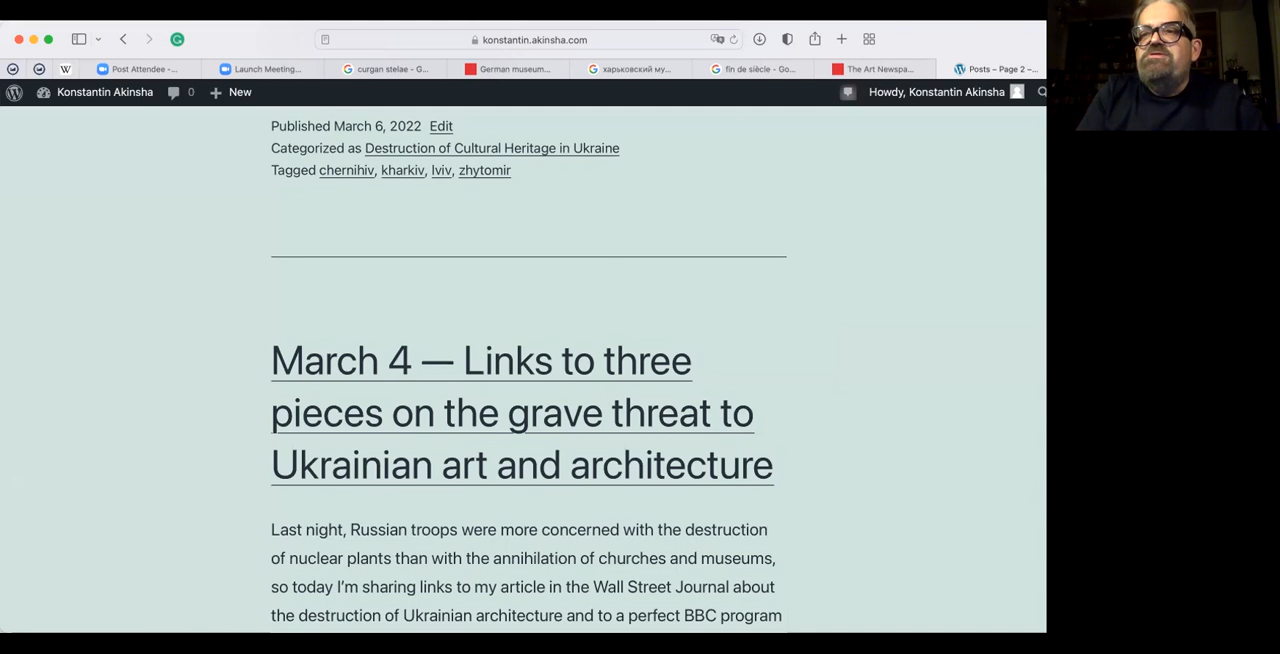 konstantin.akinsha.com
W
Post Attendee -...
Launch Meeting...
curgan stelae - G...
German museum...
харьковский му...
fin de siècle - Go...
The Art Newspa...
Posts – Page 2 –...
Konstantin Akinsha
0
New
Howdy, Konstantin Akinsha
Published March 6, 2022 Edit
Categorized as Destruction of Cultural Heritage in Ukraine
Tagged chernihiv, kharkiv, lviv, zhytomir
March 4 — Links to three
pieces on the grave threat to
Ukrainian art and architecture
Last night, Russian troops were more concerned with the destruction
of nuclear plants than with the annihilation of churches and museums,
so today I’m sharing links to my article in the Wall Street Journal about
the destruction of Ukrainian architecture and to a perfect BBC program